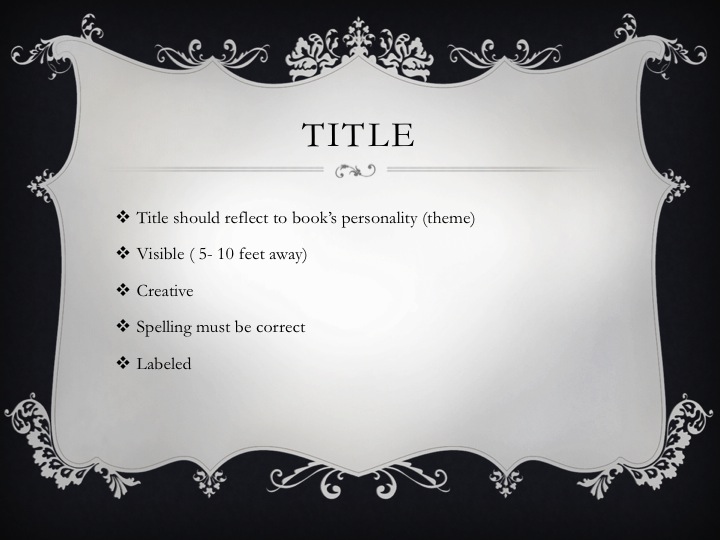 TITLE
❖ Title should reflect to book’s personality (theme)
❖ Visible ( 5- 10 feet away)
❖ Creative
❖ Spelling must be correct
❖ Labeled